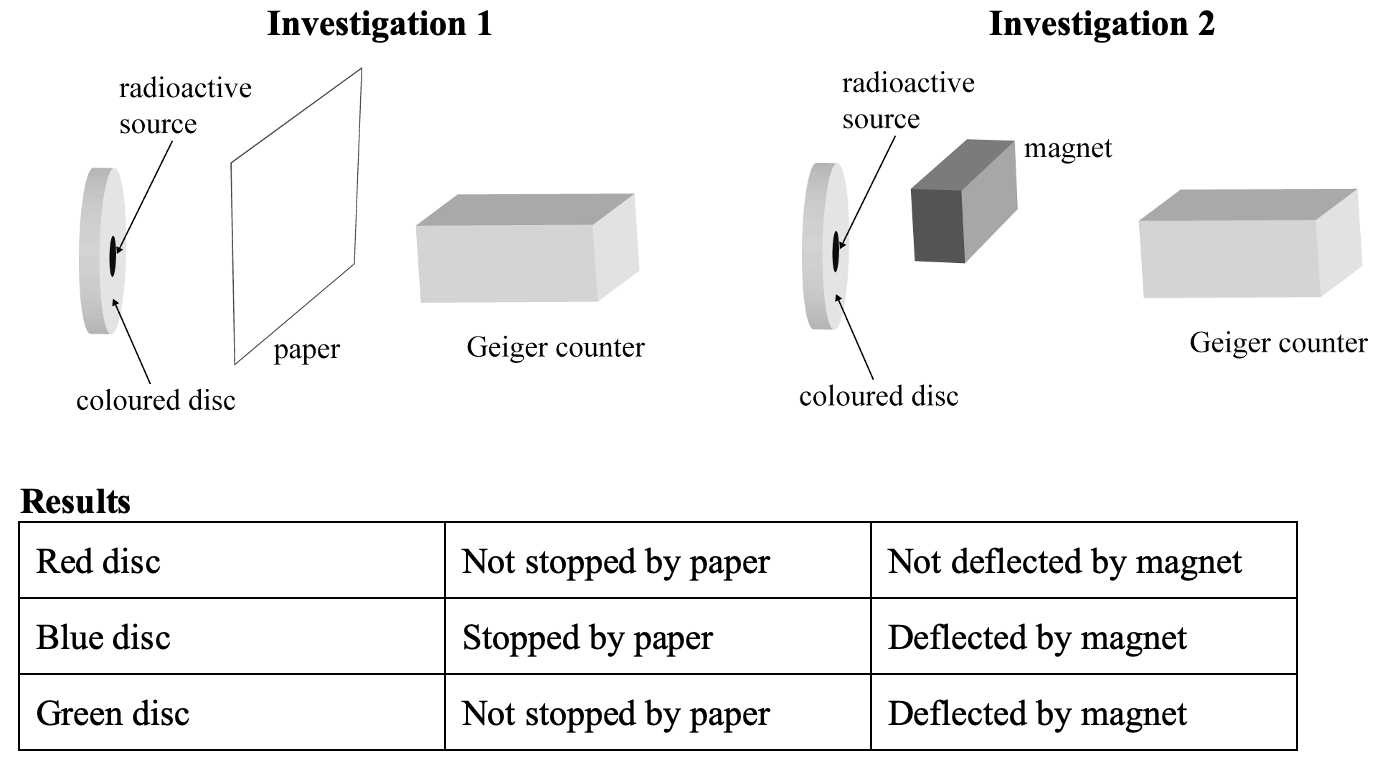 Investigation 1
radioactive
source
paper
Geiger counter
coloured disc
Investigation 2
radioactive
source
magnet
Geiger counter
coloured disc
Results
Red disc Not stopped by paper Not deflected by magnet
Blue disc Stopped by paper Deflected by magnet
Green disc Not stopped by paper Deflected by magnet